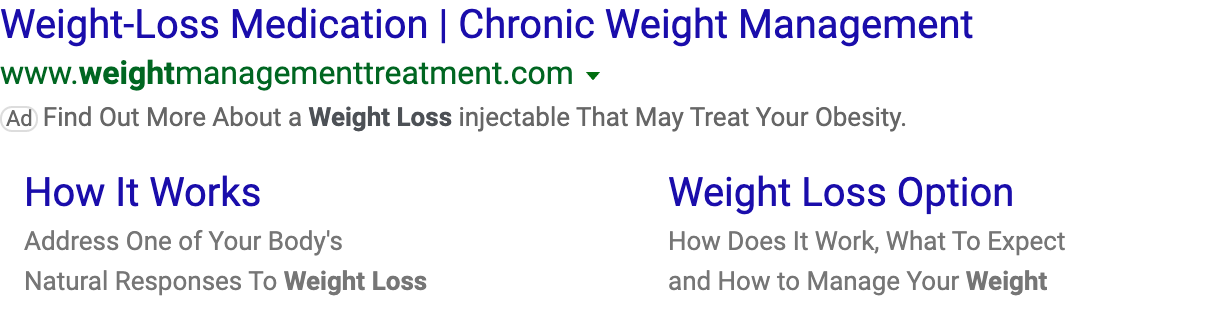 Weight-Loss Medication | Chronic Weight Management
www.weightmanagementtreatment.com
Ad Find Out More About a Weight Loss injectable That May Treat Your Obesity.
How It Works
Address One of Your Body's
Natural Responses To Weight Loss
Weight Loss Option
How Does It Work, What To Expect
and How to Manage Your Weight